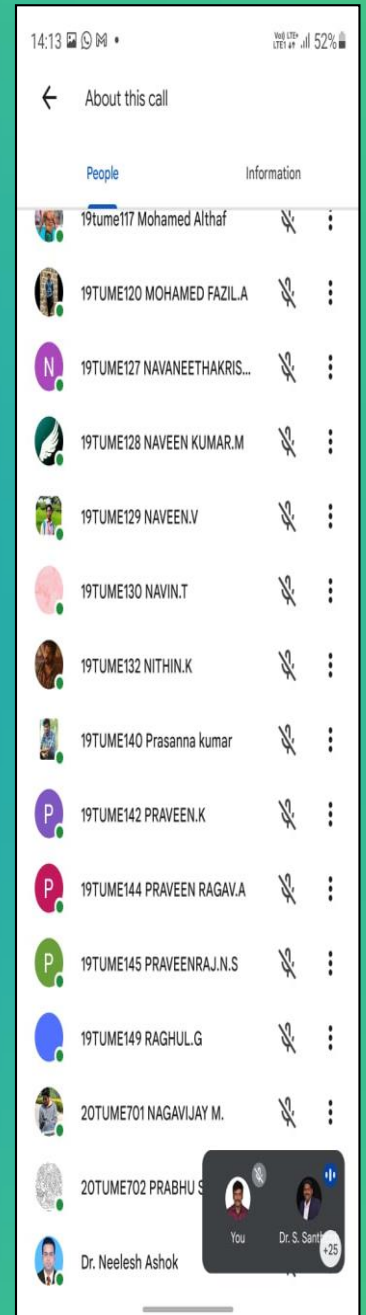 14:13 52%
About this call
People Information
19tume117 Mohamed Althaf
19TUME120 MOHAMED FAZIL.A
N 19TUME127 NAVANEETHAKRIS...
19TUME128 NAVEEN KUMAR.M
19TUME129 NAVEEN.V
19TUME130 NAVIN.T
19TUME132 NITHIN.K
19TUME140 Prasanna kumar
P 19TUME142 PRAVEEN.K
P 19TUME144 PRAVEEN RAGAV.A
P 19TUME145 PRAVEENRAJ.N.S
19TUME149 RAGHUL.G
20TUME701 NAGAVIJAY M.
20TUME702 PRABHU S
You Dr. S. Santh
+25
Dr. Neelesh Ashok